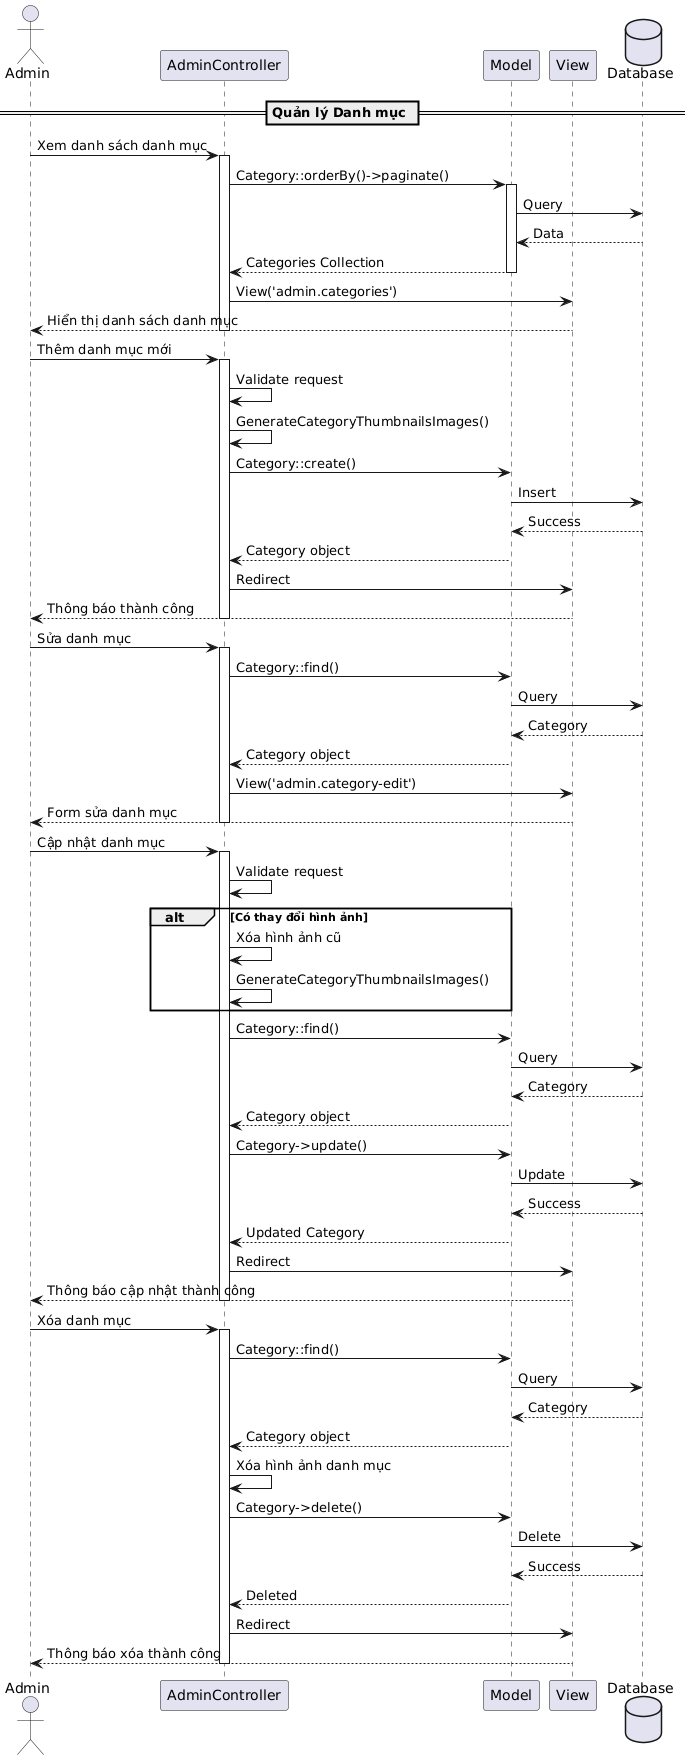 Admin
AdminController
Model
View
Database
Quản lý Danh mục
Xem danh sách danh mục
Category::orderBy()->paginate()
Query
Data
Categories Collection
View('admin.categories')
Hiển thị danh sách danh mục
Thêm danh mục mới
Validate request
GenerateCategoryThumbnailsImages()
Category::create()
Insert
Success
Category object
Redirect
Thông báo thành công
Sửa danh mục
Category::find()
Query
Category
Category object
View('admin.category-edit')
Form sửa danh mục
Cập nhật danh mục
Validate request
alt
[Có thay đổi hình ảnh]
Xóa hình ảnh cũ
GenerateCategoryThumbnailsImages()
Category::find()
Query
Category
Category object
Category->update()
Update
Success
Updated Category
Redirect
Thông báo cập nhật thành công
Xóa danh mục
Category::find()
Query
Category
Category object
Xóa hình ảnh danh mục
Category->delete()
Delete
Success
Deleted
Redirect
Thông báo xóa thành công
Admin
AdminController
Model
View
Database